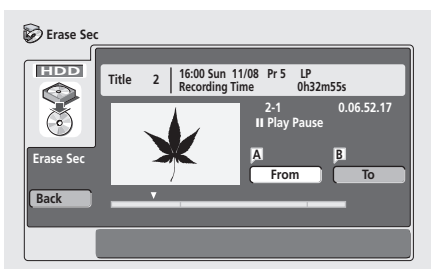 Erase Sec
HDD
Title 2 16:00 Sun 11/08 Pr 5 LP
Recording Time 0h32m55s
2-1 0.06.52.17
Play Pause
A B
Erase Sec
From To
Back